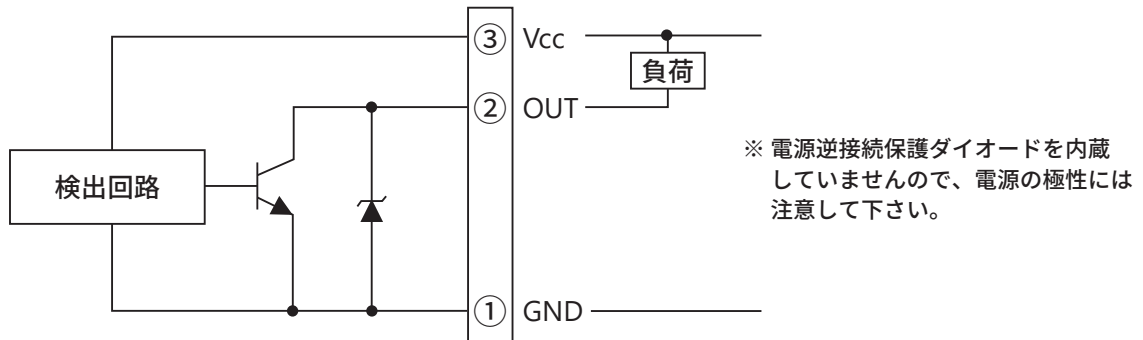 ③ Vcc
負荷
② OUT
検出回路
① GND
※ 電源逆接続保護ダイオードを内蔵
していませんので、電源の極性には
注意して下さい。